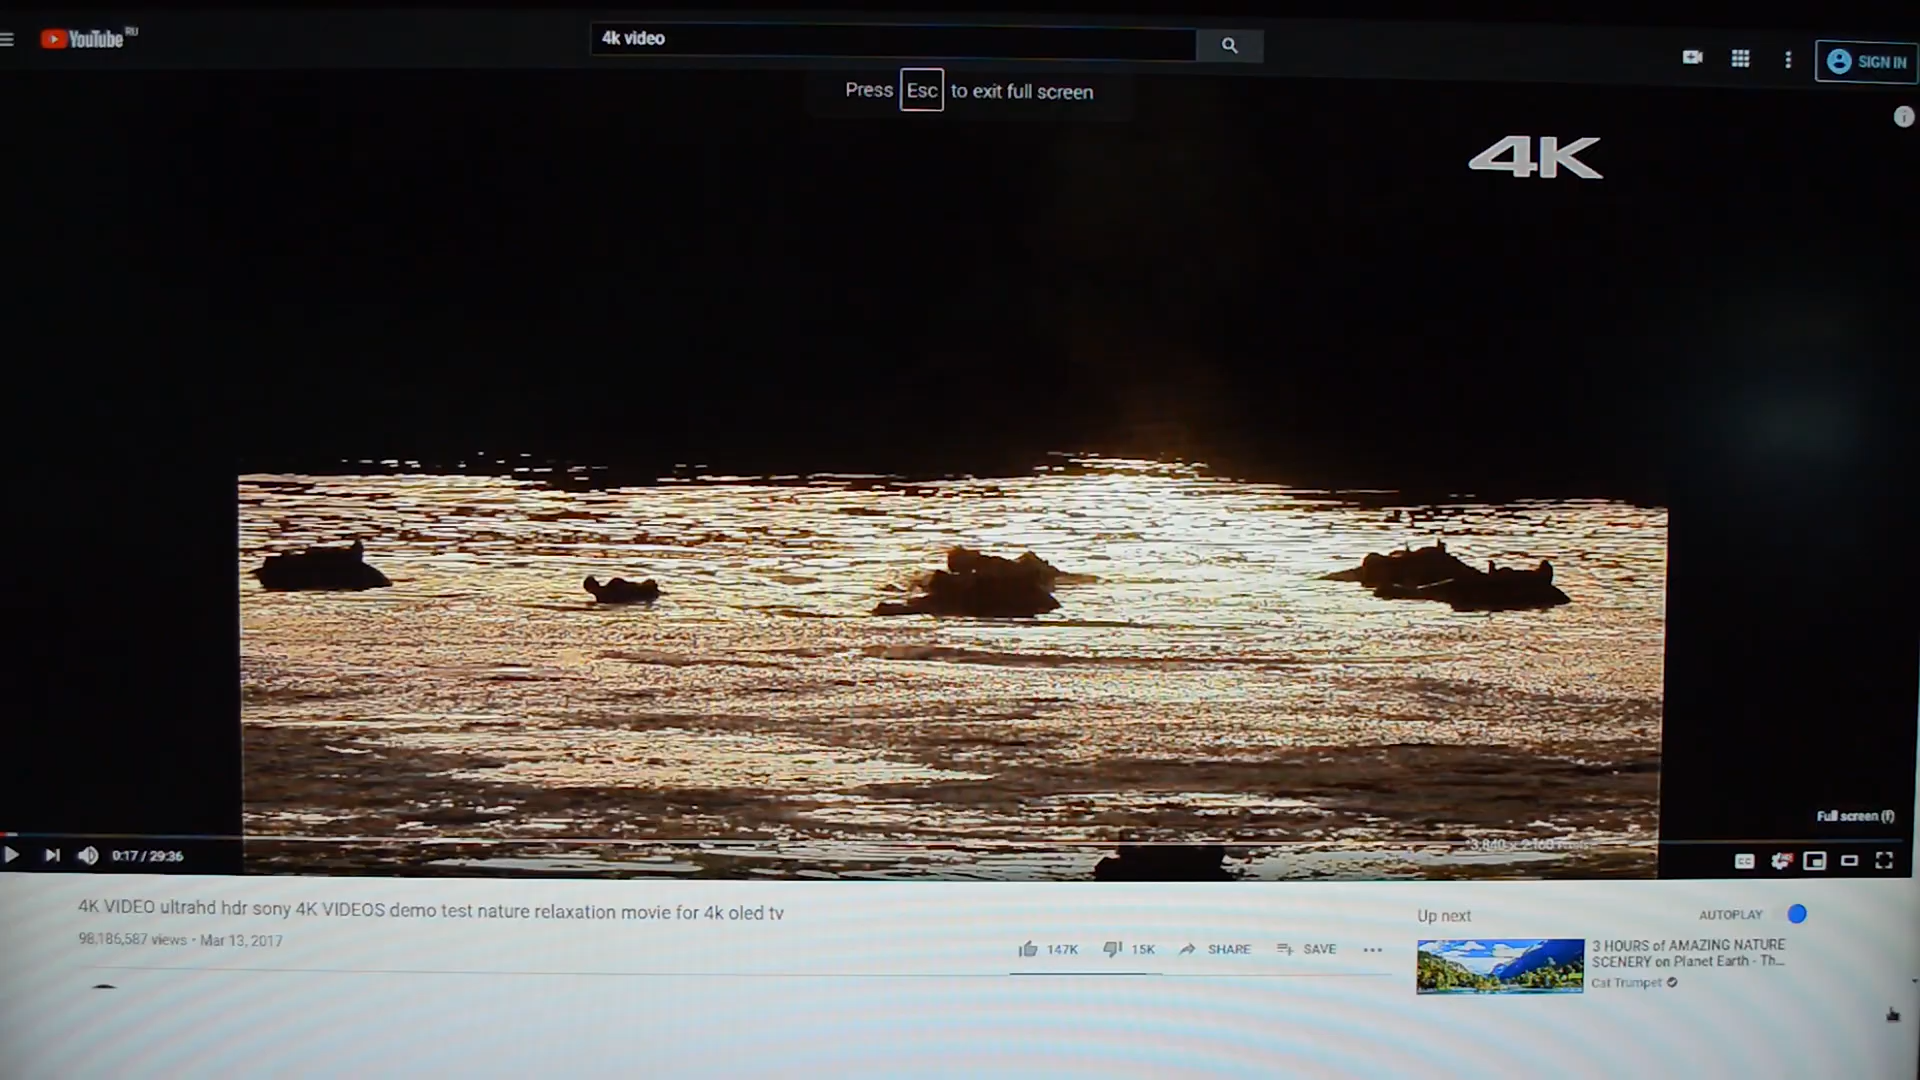 YouTube RU
4k video
SIGN IN
Press Esc to exit full screen
4K
Full screen (f)
0:17 / 29:36
4K VIDEO ultrahd hdr sony 4K VIDEOS demo test nature relaxation movie for 4k oled tv
98,186,587 views • Mar 13, 2017
147K
15K
SHARE
SAVE
Up next
AUTOPLAY
3 HOURS of AMAZING NATURE
SCENERY on Planet Earth - Th...
Cat Trumpet